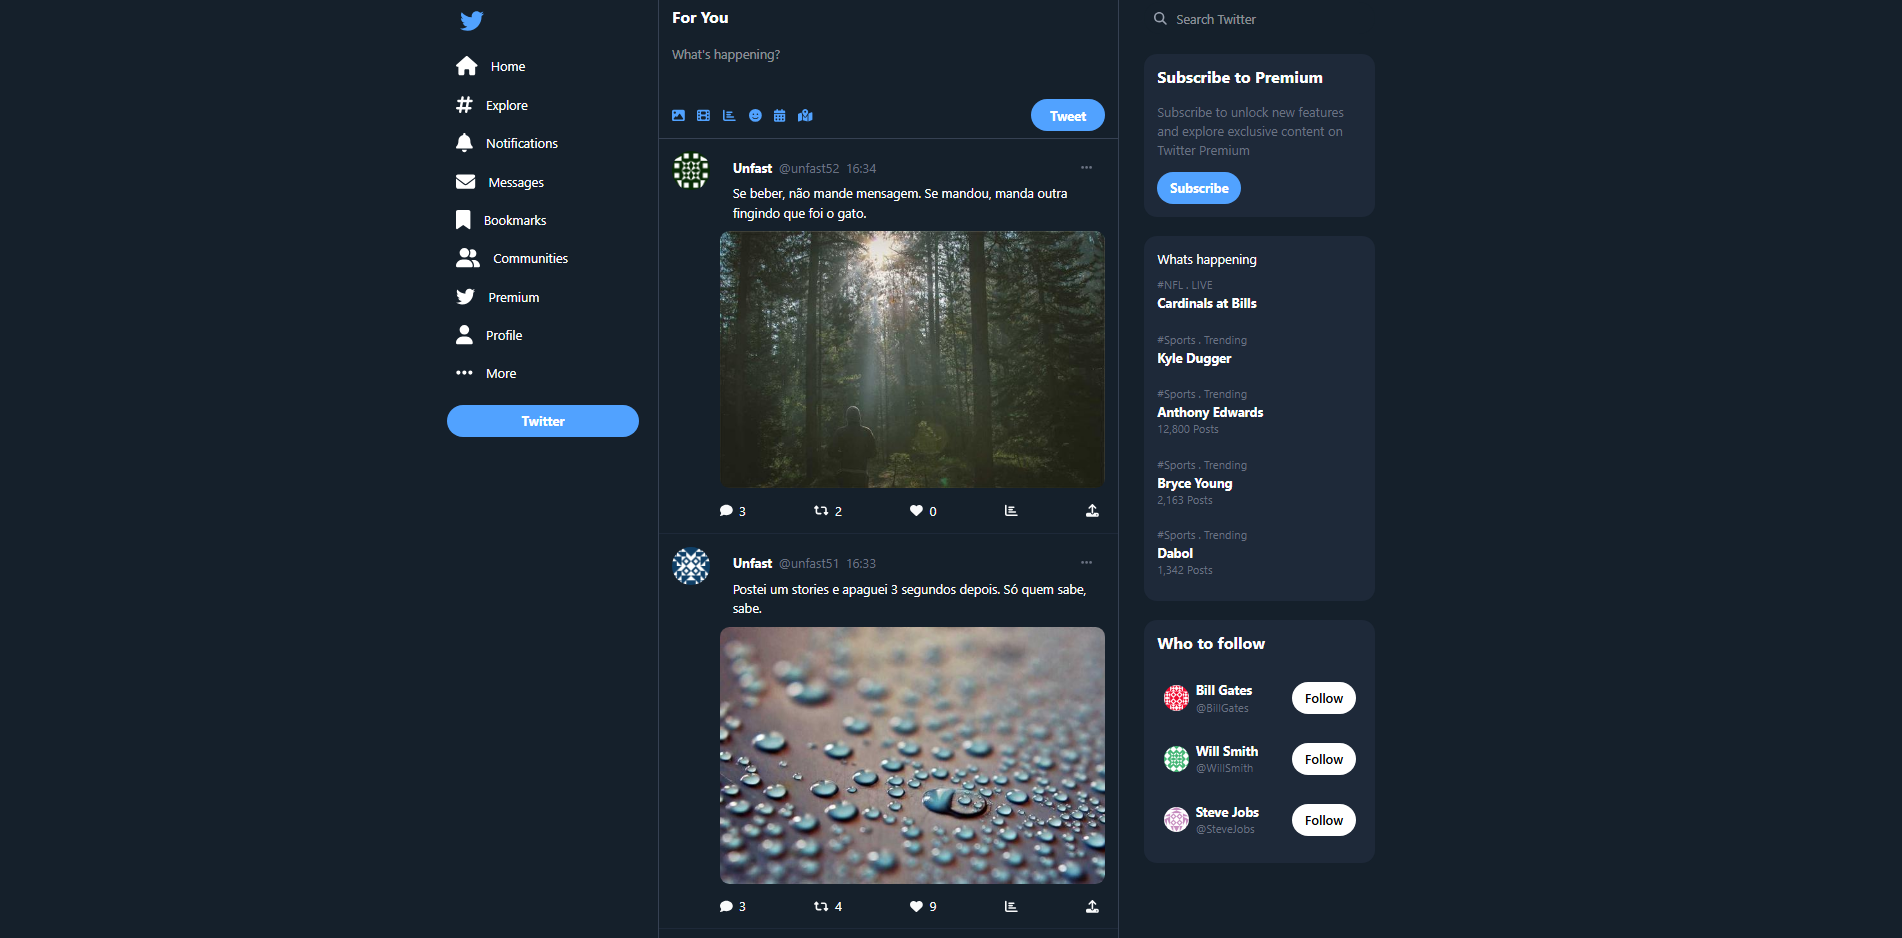 Home
Explore
Notifications
Messages
Bookmarks
Communities
Premium
Profile
More
Twitter
For You
What's happening?
Tweet
Unfast @unfast52 16:34
Se beber, não mande mensagem. Se mandou, manda outra
fingindo que foi o gato.
3 2 0
Unfast @unfast51 16:33
Postei um stories e apaguei 3 segundos depois. Só quem sabe,
sabe.
3 4 9
Search Twitter
Subscribe to Premium
Subscribe to unlock new features
and explore exclusive content on
Twitter Premium
Subscribe
Whats happening
#NFL . LIVE
Cardinals at Bills
#Sports . Trending
Kyle Dugger
#Sports . Trending
Anthony Edwards
12,800 Posts
#Sports . Trending
Bryce Young
2,163 Posts
#Sports . Trending
Dabol
1,342 Posts
Who to follow
Bill Gates
@BillGates
Follow
Will Smith
@WillSmith
Follow
Steve Jobs
@SteveJobs
Follow